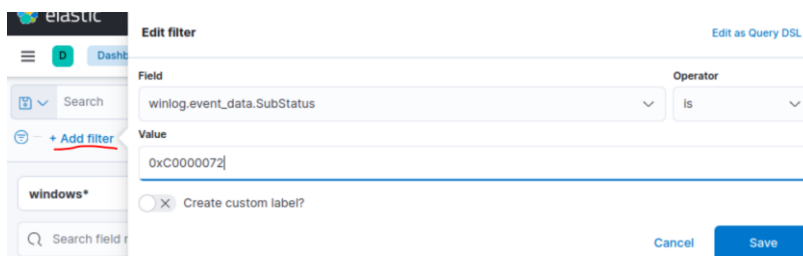 elastic
Edit filter
Edit as Query DSL
D
Dashb
Field
Operator
Search
winlog.event_data.SubStatus
is
+ Add filter
Value
0xC0000072
windows*
Create custom label?
Search field r
Cancel
Save